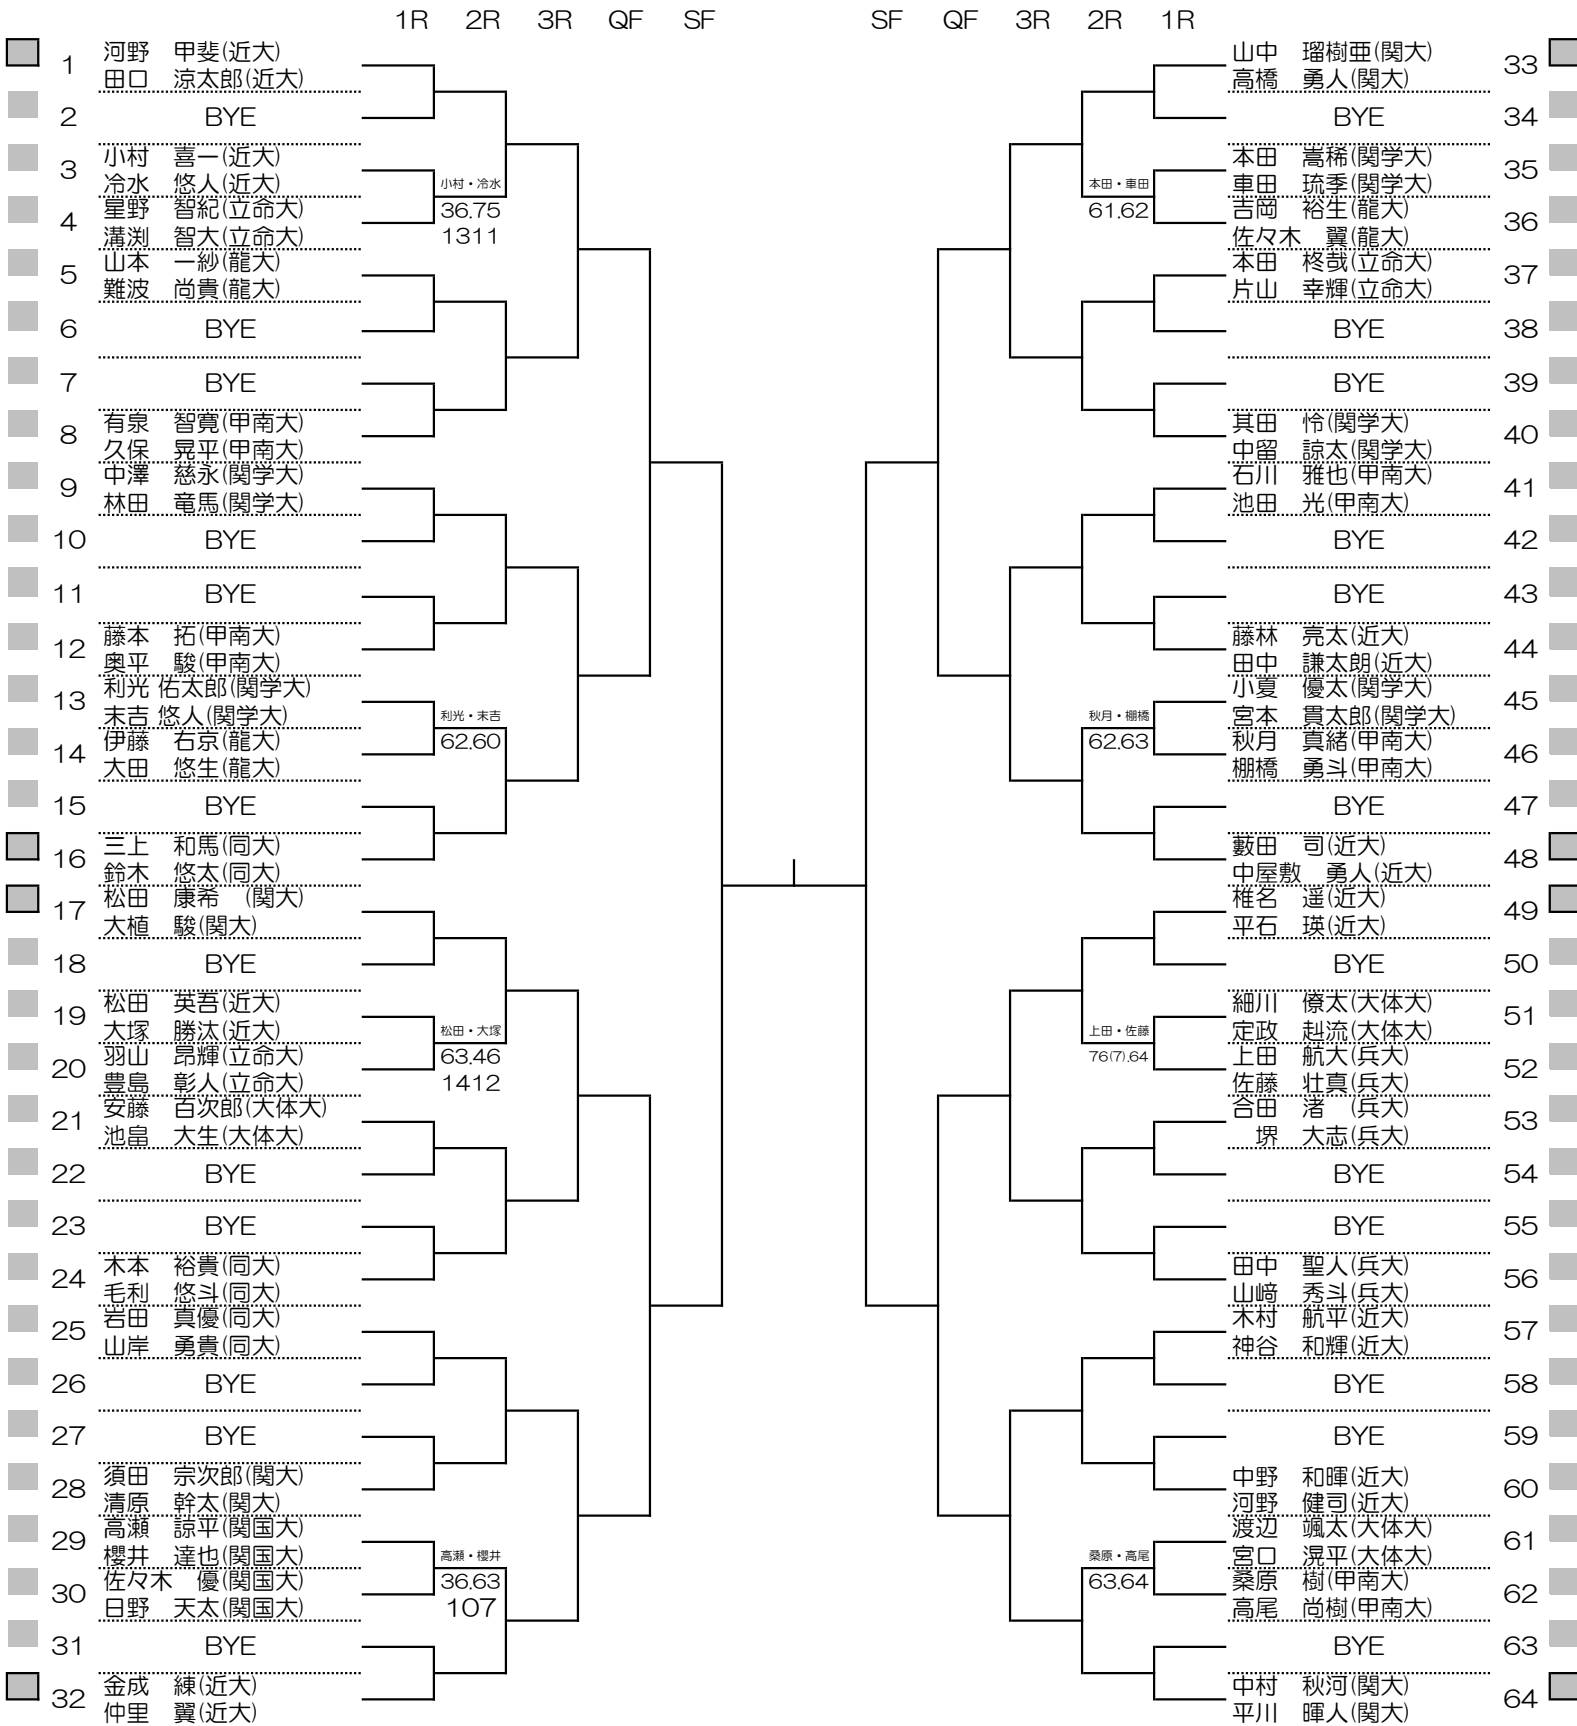 1R 2R 3R QF SF
SF QF 3R 2R 1R
1
河野　甲斐(近大)
田口　涼太郎(近大)
2
BYE
3
小村　喜一(近大)
冷水　悠人(近大)
小村・冷水
36.75
1311
4
星野　智紀(立命大)
溝渕　智大(立命大)
5
山本　一紗(龍大)
難波　尚貴(龍大)
6
BYE
7
BYE
8
有泉　智寛(甲南大)
久保　晃平(甲南大)
9
中澤　慈永(関学大)
林田　竜馬(関学大)
10
BYE
11
BYE
12
藤本　拓(甲南大)
奥平　駿(甲南大)
13
利光 佑太郎(関学大)
末吉 悠人(関学大)
利光・末吉
62.60
14
伊藤　右京(龍大)
大田　悠生(龍大)
15
BYE
16
三上　和馬(同大)
鈴木　悠太(同大)
17
松田　康希　(関大)
大植　駿(関大)
18
BYE
19
松田　英吾(近大)
大塚　勝汰(近大)
松田・大塚
63.46
1412
20
羽山　昂輝(立命大)
豊島　彰人(立命大)
21
安藤　百次郎(大体大)
池畠　大生(大体大)
22
BYE
23
BYE
24
木本　裕貴(同大)
毛利　悠斗(同大)
25
岩田　真優(同大)
山岸　勇貴(同大)
26
BYE
27
BYE
28
須田　宗次郎(関大)
清原　幹太(関大)
29
高瀬　諒平(関国大)
櫻井　達也(関国大)
高瀬・櫻井
36.63
107
30
佐々木　優(関国大)
日野　天太(関国大)
31
BYE
32
金成　練(近大)
仲里　翼(近大)
山中　瑠樹亜(関大)
高橋　勇人(関大)
33
BYE
34
本田　嵩稀(関学大)
車田　琉季(関学大)
35
本田・車田
61.62
吉岡　裕生(龍大)
佐々木　翼(龍大)
36
本田　柊哉(立命大)
片山　幸輝(立命大)
37
BYE
38
BYE
39
其田　怜(関学大)
中留　諒太(関学大)
40
石川　雅也(甲南大)
池田　光(甲南大)
41
BYE
42
BYE
43
藤林　亮太(近大)
田中　謙太朗(近大)
44
小夏　優太(関学大)
宮本　貫太郎(関学大)
45
秋月・棚橋
62.63
秋月　真緒(甲南大)
棚橋　勇斗(甲南大)
46
BYE
47
藪田　司(近大)
中屋敷　勇人(近大)
48
椎名　遥(近大)
平石　瑛(近大)
49
BYE
50
細川　僚太(大体大)
定政　赳流(大体大)
51
上田・佐藤
76(7).64
上田　航大(兵大)
佐藤　壮真(兵大)
52
合田　渚　(兵大)
堺　大志(兵大)
53
BYE
54
BYE
55
田中　聖人(兵大)
山﨑　秀斗(兵大)
56
木村　航平(近大)
神谷　和輝(近大)
57
BYE
58
BYE
59
中野　和暉(近大)
河野　健司(近大)
60
渡辺　颯太(大体大)
宮口　滉平(大体大)
61
桑原・高尾
63.64
桑原　樹(甲南大)
高尾　尚樹(甲南大)
62
BYE
63
中村　秋河(関大)
平川　暉人(関大)
64